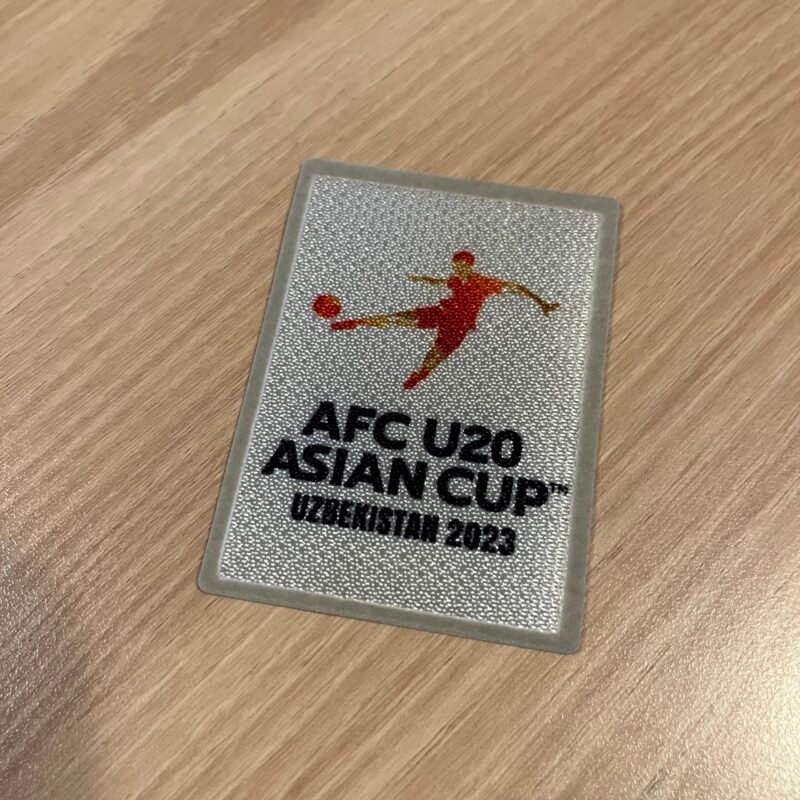 AFC U20
ASIAN CUP™
UZBEKISTAN 2023